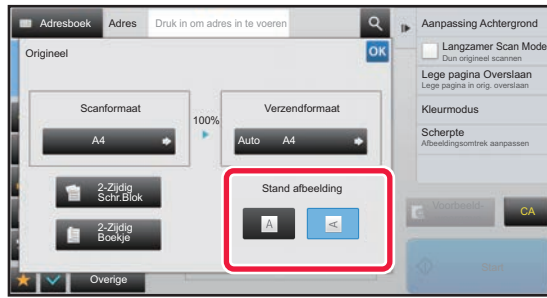 Adresboek
Adres
Druk in om adres in te voeren
Origineel
OK
Scanformaat
A4
100%
Verzendformaat
Auto A4
2-Zijdig
Schr.Blok
2-Zijdig
Boekje
Stand afbeelding
A
A
Overige
Aanpassing Achtergrond
Langzamer Scan Mode
Dun origineel scannen
Lege pagina Overslaan
Lege pagina in orig. overslaan
Kleurmodus
Scherpte
Afbeeldingsomtrek aanpassen
Voorbeeld-
CA
Start